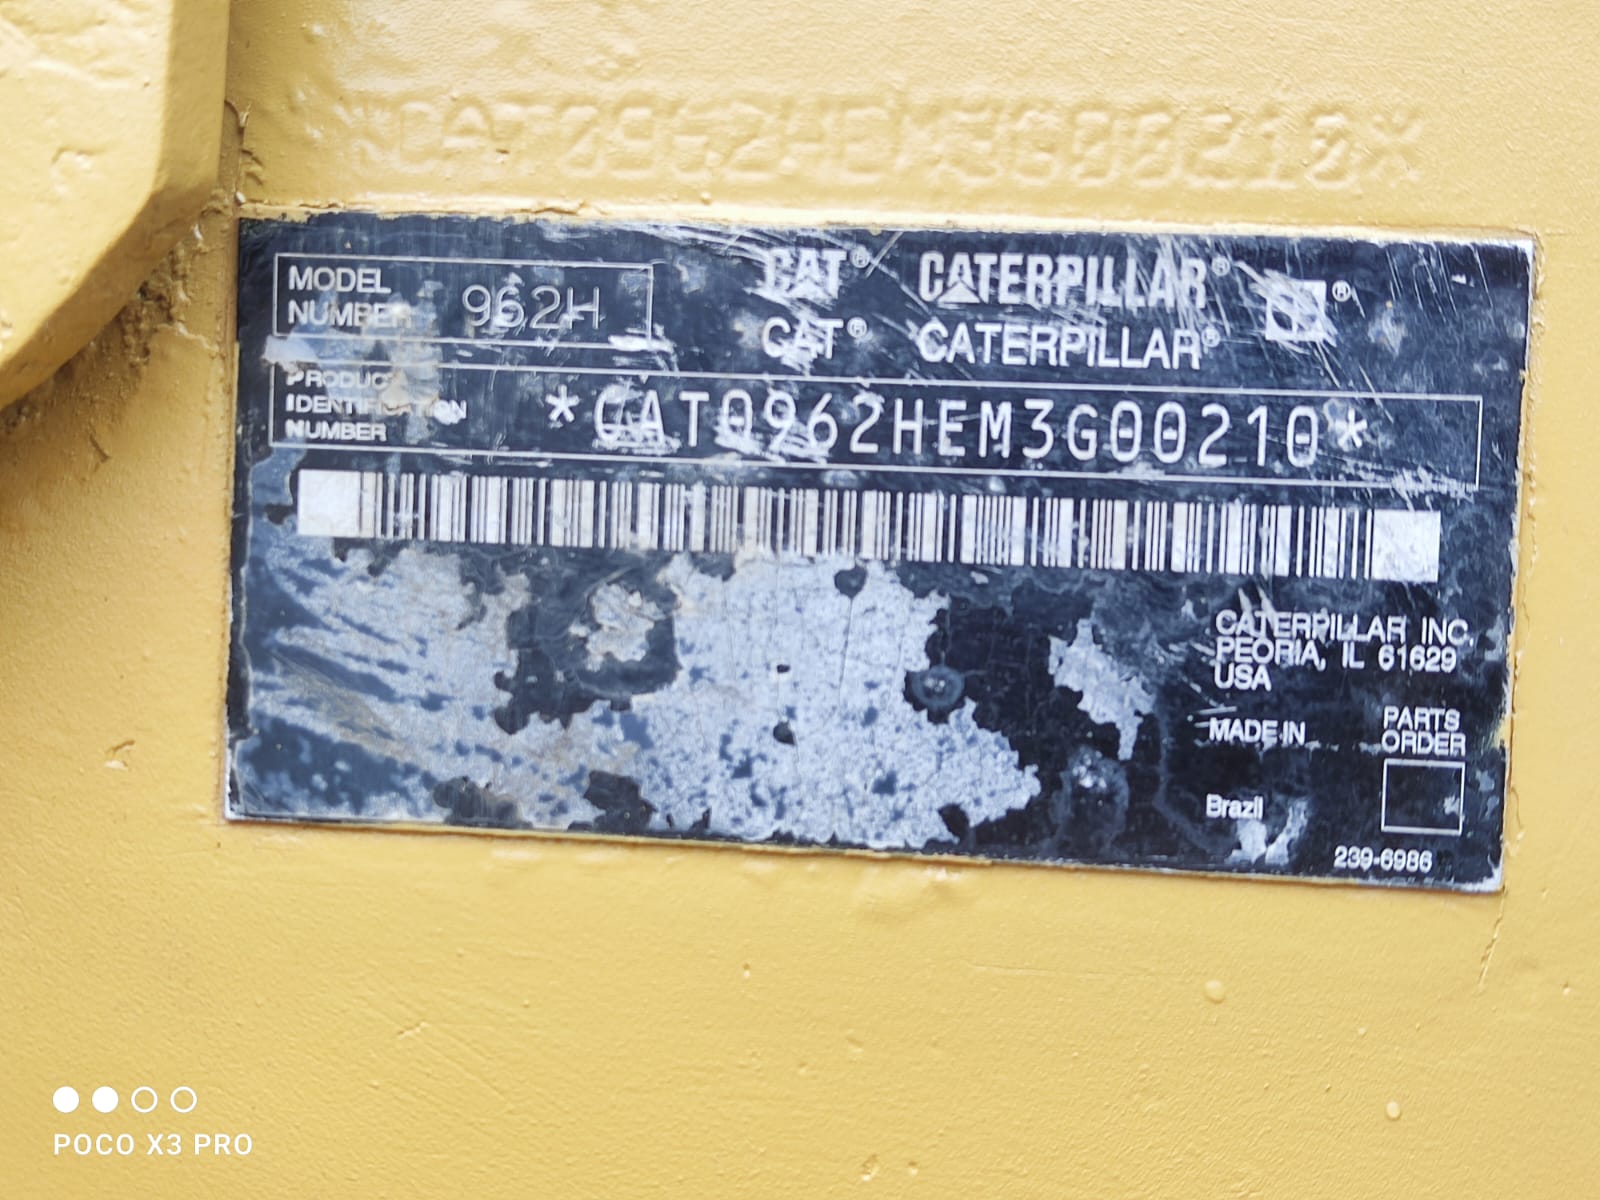 *CAT0962HEM3G00210*
MODEL
NUMBER 962H
CAT® CATERPILLAR® ®
CAT® CATERPILLAR®
PRODUCT
IDENTIFICATION
NUMBER
*CAT0962HEM3G00210*
CATERPILLAR INC.
PEORIA, IL 61629
USA
MADE IN
Brazil
PARTS
ORDER
239-6986
POCO X3 PRO